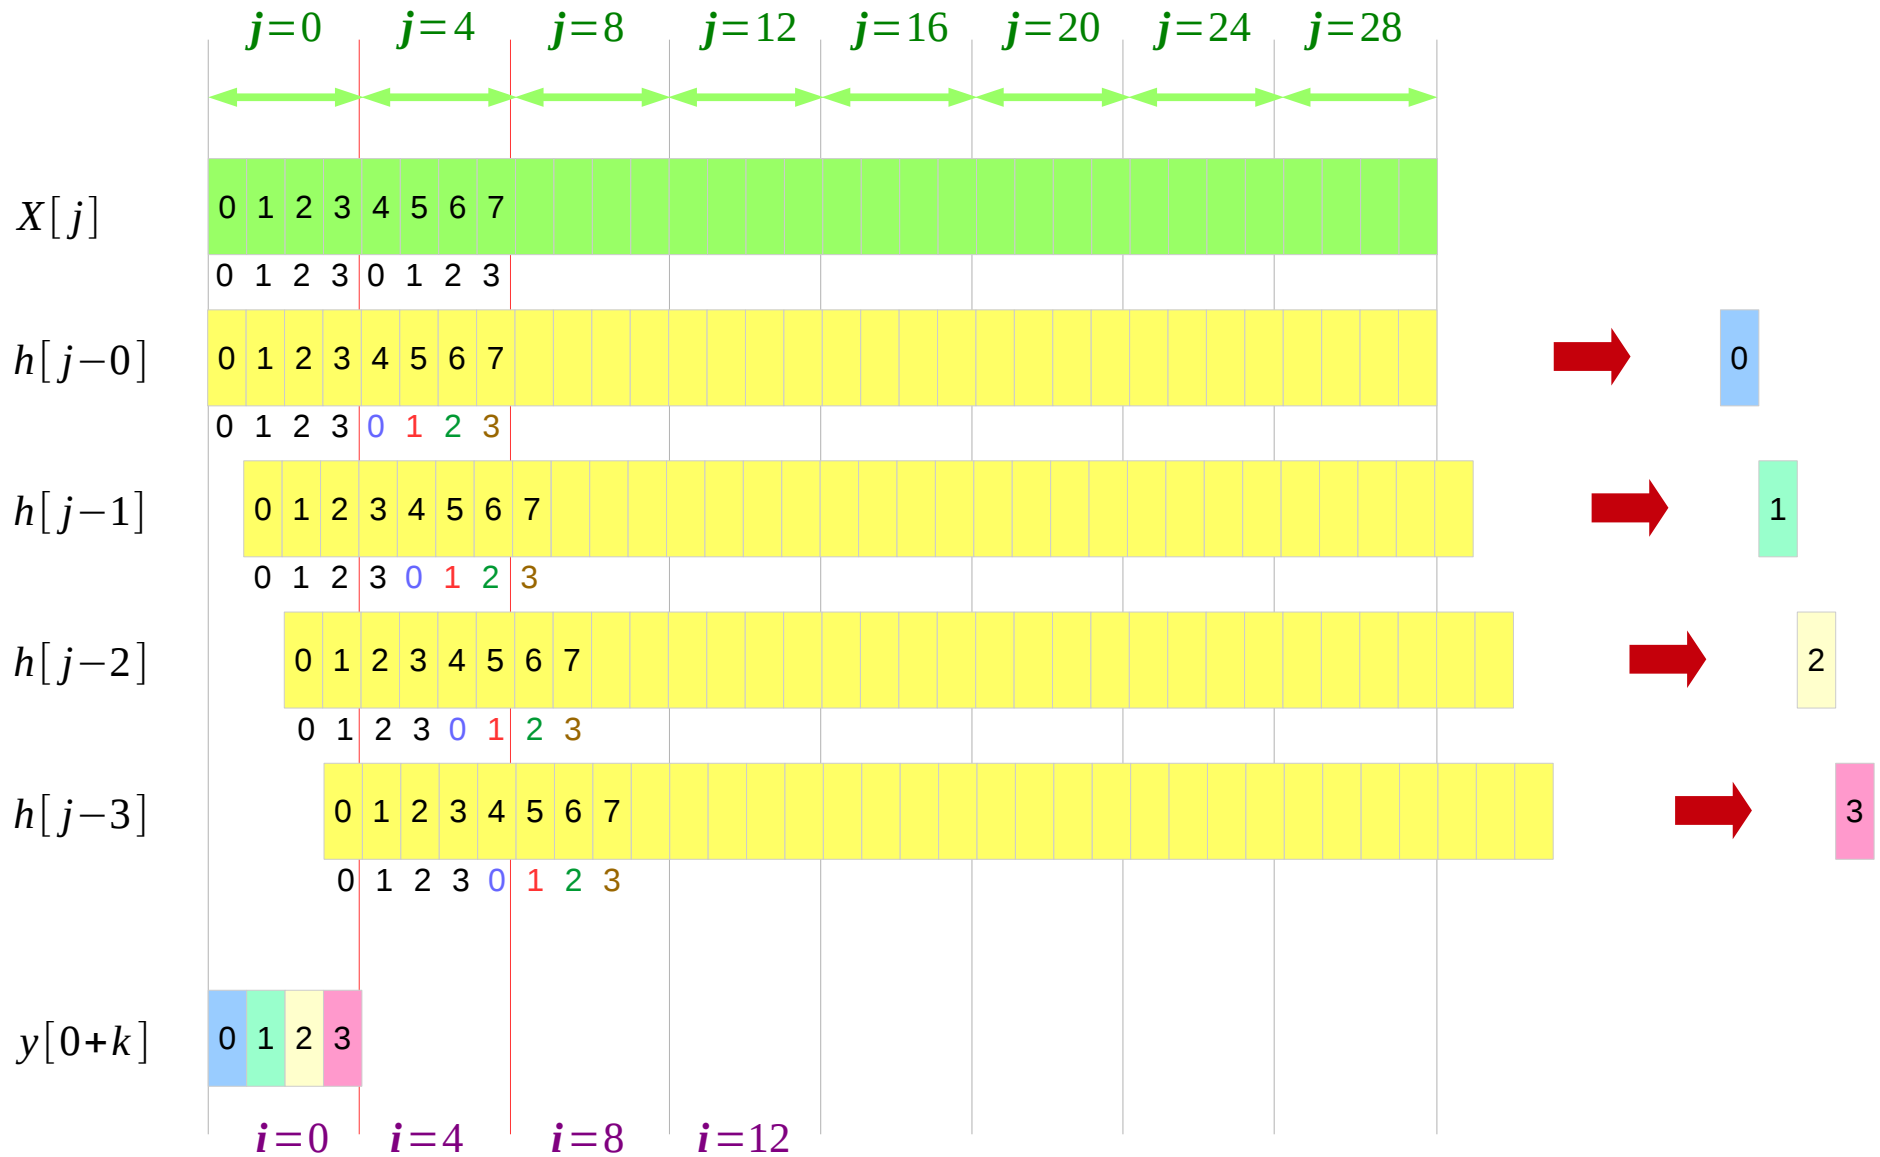 j=0 j=4 j=8 j=12 j=16 j=20 j=24 j=28
X[j] 0 1 2 3 4 5 6 7
0 1 2 3 0 1 2 3
h[j−0] 0 1 2 3 4 5 6 7 0
0 1 2 3 0 1 2 3
h[j−1] 0 1 2 3 4 5 6 7 1
0 1 2 3 0 1 2 3
h[j−2] 0 1 2 3 4 5 6 7 2
0 1 2 3 0 1 2 3
h[j−3] 0 1 2 3 4 5 6 7 3
0 1 2 3 0 1 2 3
y[0+k] 0 1 2 3
i=0 i=4 i=8 i=12